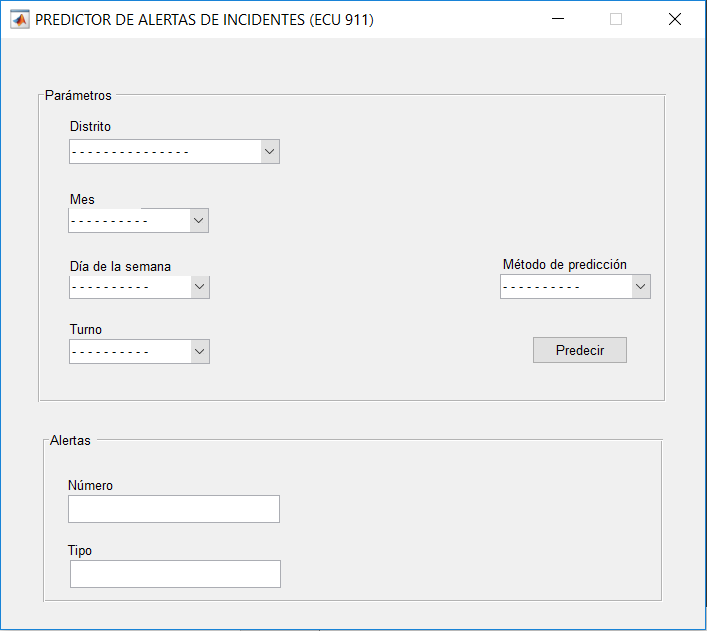 PREDICTOR DE ALERTAS DE INCIDENTES (ECU 911)
Parámetros
Distrito
- - - - - - - - - - - - - - -
Mes
- - - - - - - - - -
Día de la semana
Método de predicción
- - - - - - - - - -
- - - - - - - - - -
Turno
- - - - - - - - - -
Predecir
Alertas
Número
Tipo